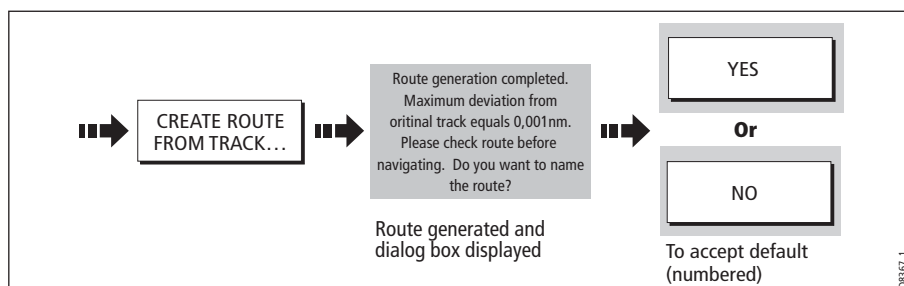 CREATE ROUTE
FROM TRACK...
Route generation completed.
Maximum deviation from
oritinal track equals 0,001nm.
Please check route before
navigating. Do you want to name
the route?
Route generated and
dialog box displayed
YES
Or
NO
To accept default
(numbered)